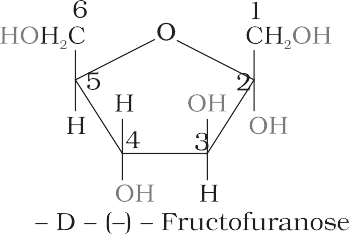 6 1
HOH₂C O CH₂OH
5 2
H H OH OH
4 3
OH H
– D – (–) – Fructofuranose